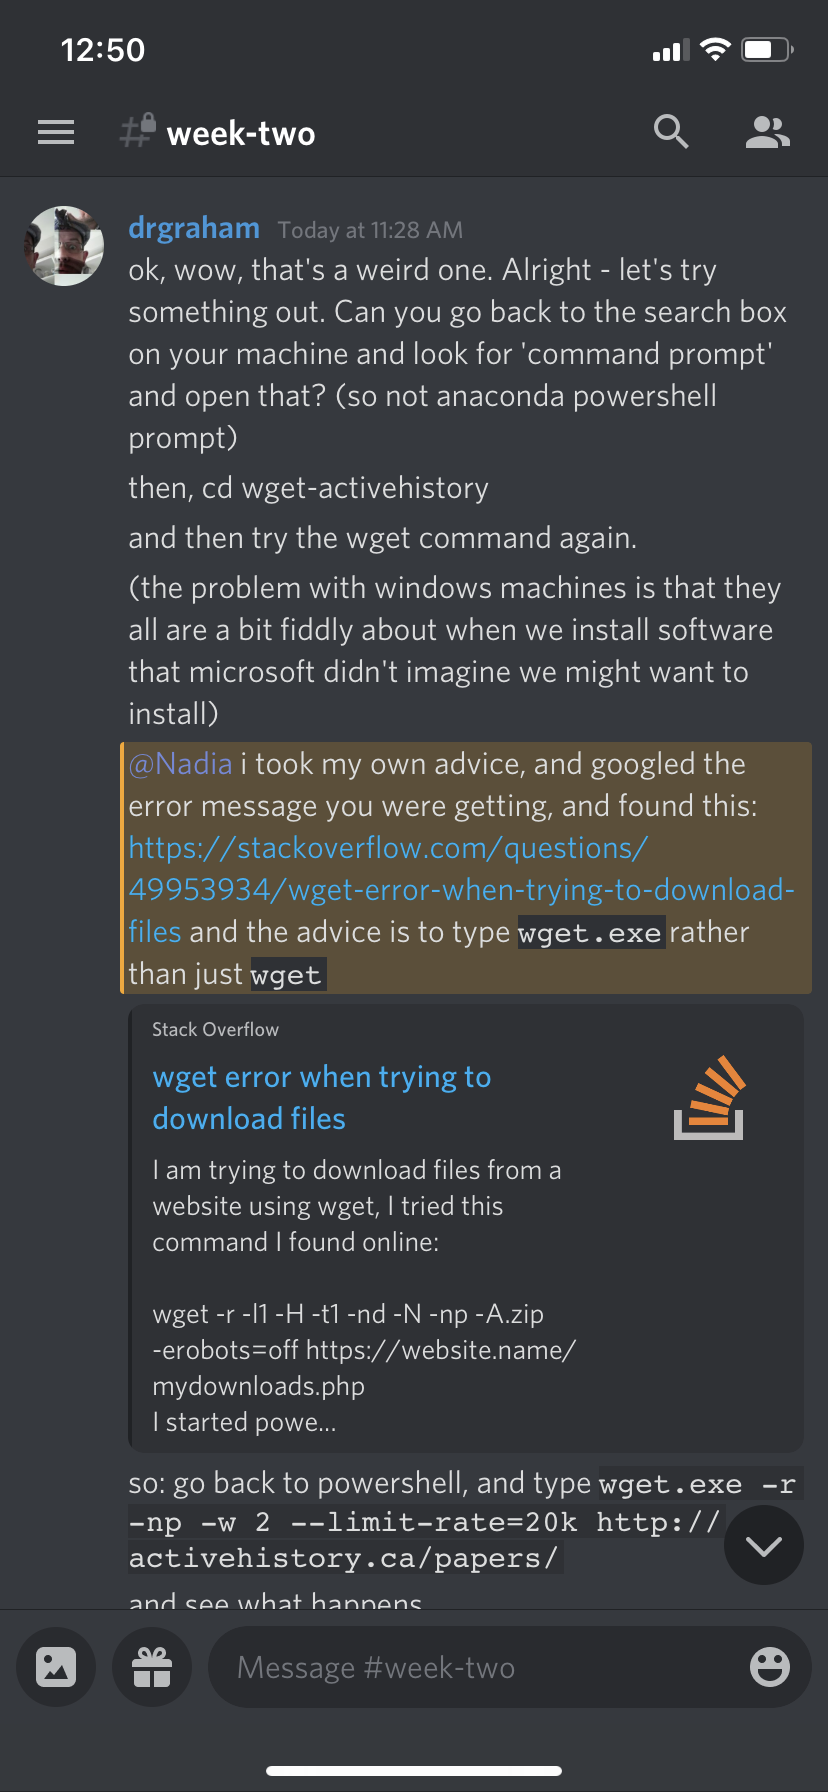 12:50
# week-two
drgraham Today at 11:28 AM
ok, wow, that's a weird one. Alright - let's try
something out. Can you go back to the search box
on your machine and look for 'command prompt'
and open that? (so not anaconda powershell
prompt)
then, cd wget-activehistory
and then try the wget command again.
(the problem with windows machines is that they
all are a bit fiddly about when we install software
that microsoft didn't imagine we might want to
install)
@Nadia i took my own advice, and googled the
error message you were getting, and found this:
https://stackoverflow.com/questions/
49953934/wget-error-when-trying-to-download-
files and the advice is to type wget.exe rather
than just wget
Stack Overflow
wget error when trying to
download files
I am trying to download files from a
website using wget, I tried this
command I found online:
wget -r -l1 -H -t1 -nd -N -np -A.zip
-erobots=off https://website.name/
mydownloads.php
I started powe...
so: go back to powershell, and type wget.exe -r
-np -w 2 --limit-rate=20k http://
activehistory.ca/papers/
and see what happens
Message #week-two